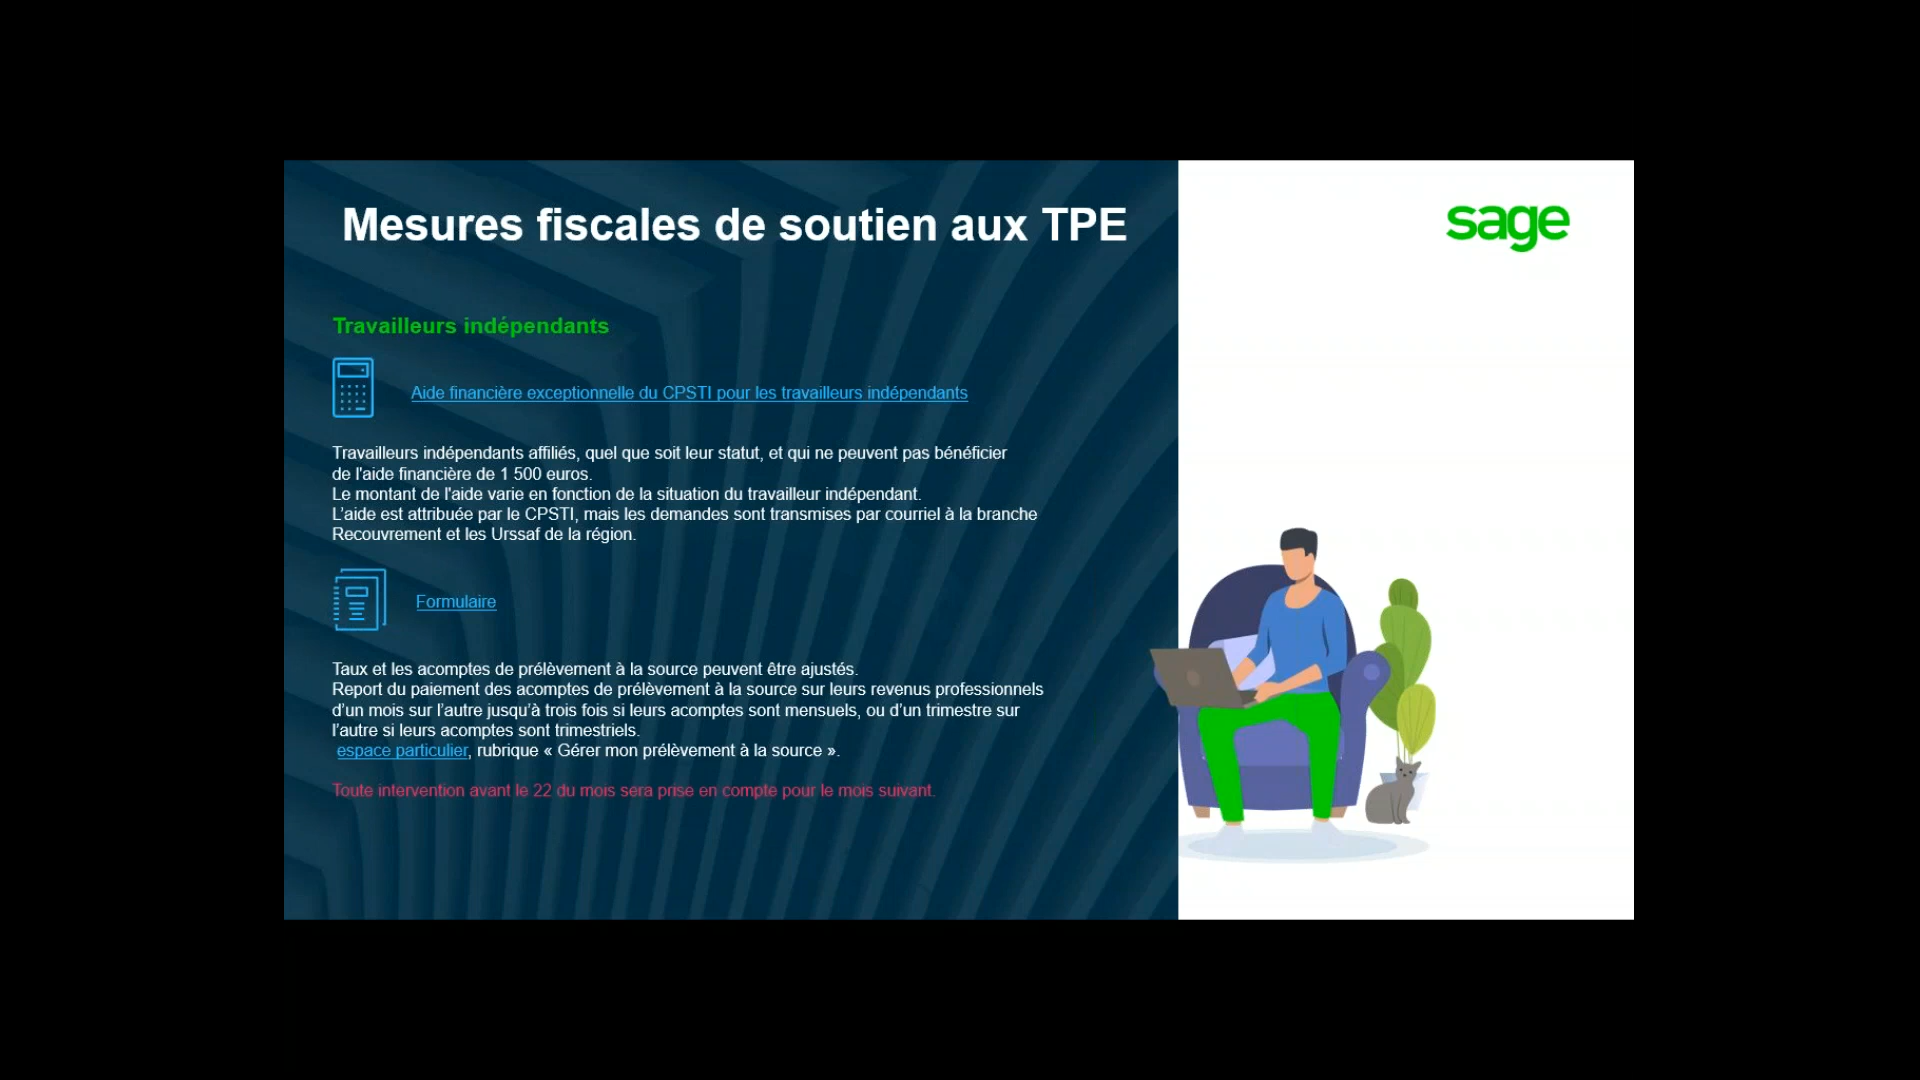 Mesures fiscales de soutien aux TPE
sage
Travailleurs indépendants
Aide financière exceptionnelle du CPSTI pour les travailleurs indépendants
Travailleurs indépendants affiliés, quel que soit leur statut, et qui ne peuvent pas bénéficier
de l'aide financière de 1 500 euros.
Le montant de l'aide varie en fonction de la situation du travailleur indépendant.
L’aide est attribuée par le CPSTI, mais les demandes sont transmises par courriel à la branche
Recouvrement et les Urssaf de la région.
Formulaire
Taux et les acomptes de prélèvement à la source peuvent être ajustés.
Report du paiement des acomptes de prélèvement à la source sur leurs revenus professionnels
d’un mois sur l’autre jusqu’à trois fois si leurs acomptes sont mensuels, ou d’un trimestre sur
l’autre si leurs acomptes sont trimestriels.
espace particulier, rubrique « Gérer mon prélèvement à la source ».
Toute intervention avant le 22 du mois sera prise en compte pour le mois suivant.